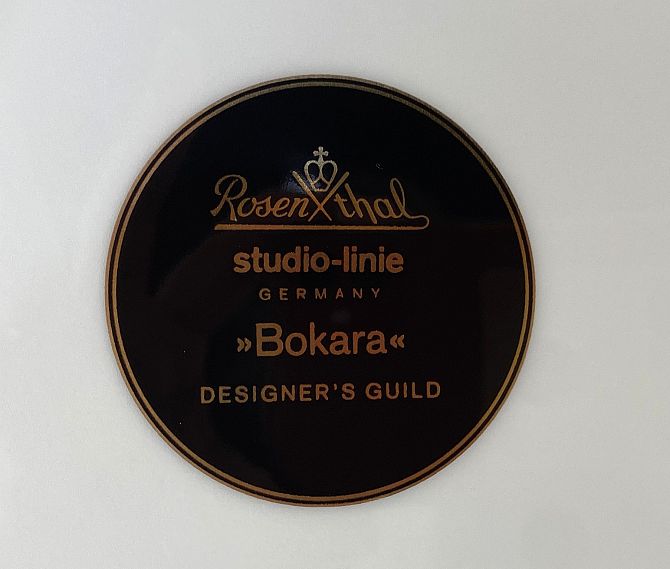 Rosenthal
studio-linie
GERMANY
»Bokara«
DESIGNER'S GUILD